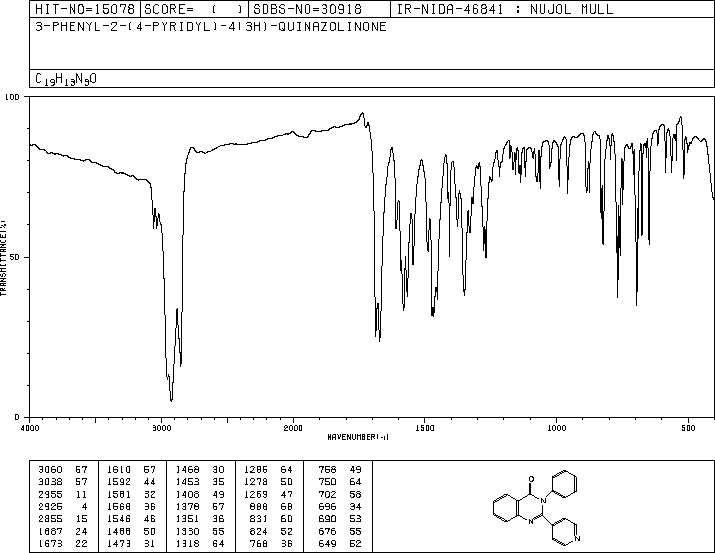 HIT-NO=15078 SCORE= ( ) SDBS-NO=30918 IR-NIDA-46841 : NUJOL MULL
3-PHENYL-2-(4-PYRIDYL)-4(3H)-QUINAZOLINONE
C19H13N3O
100
50
0
TRANSMITTANCE(%)
4000 3000 2000 1500 1000 500
WAVENUMBER(-1)
3060 57 1610 57 1468 30 1286 64 758 49
3038 57 1592 44 1453 35 1278 50 750 64
2955 11 1581 32 1408 49 1269 47 702 58
2925 4 1568 36 1378 57 888 68 696 34
2855 15 1546 46 1351 36 831 60 690 53
1687 24 1488 50 1330 55 824 52 676 55
1673 22 1473 31 1318 64 768 36 649 52
O
N
N
N